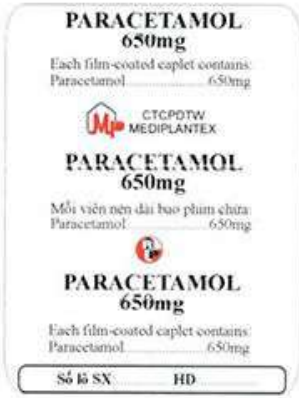 PARACETAMOL
650mg
Each film-coated caplet contains:
Paracetamol..................650mg
CTCPDTW
MEDIPLANTEX
PARACETAMOL
650mg
Mỗi viên nén dài bao phim chứa:
Paracetamol..................650mg
PARACETAMOL
650mg
Each film-coated caplet contains:
Paracetamol..................650mg
Số lô SX HD